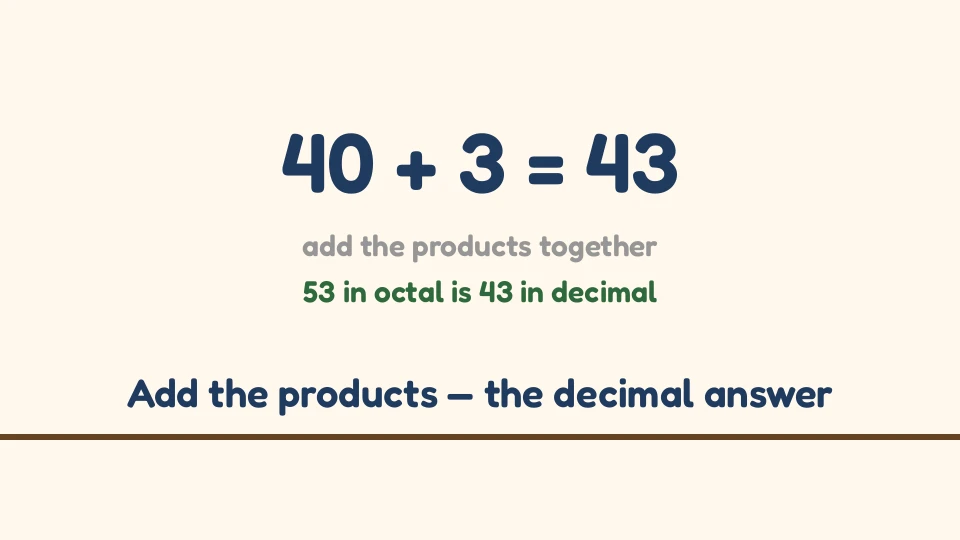 40 + 3 = 43
add the products together
53 in octal is 43 in decimal
Add the products — the decimal answer